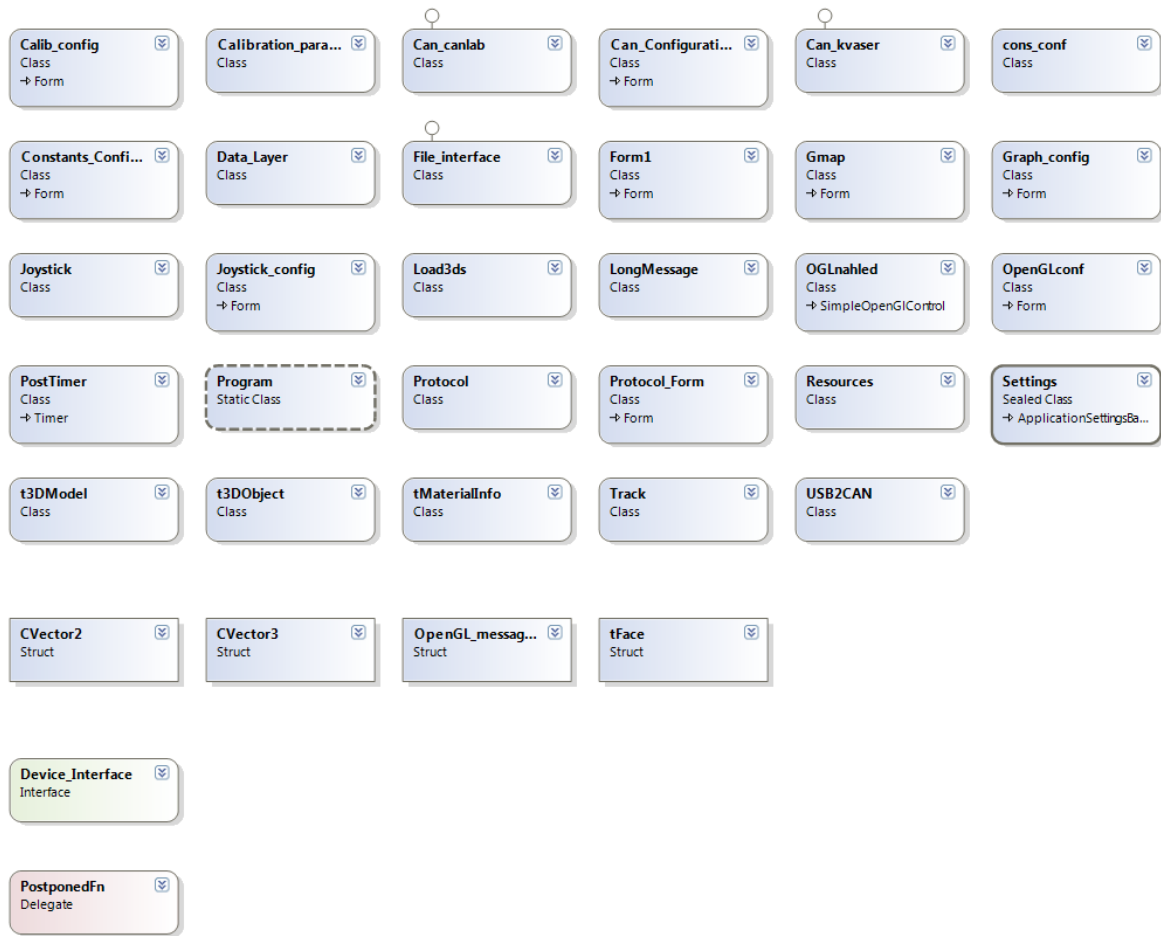 Calib_config
Class
Form
Calibration_para...
Class
Can_canlab
Class
Can_Configurati...
Class
Form
Can_kvaser
Class
cons_conf
Class
Constants_Confi...
Class
Form
Data_Layer
Class
File_interface
Class
Form1
Class
Form
Gmap
Class
Form
Graph_config
Class
Form
Joystick
Class
Joystick_config
Class
Form
Load3ds
Class
LongMessage
Class
OGLnahled
Class
SimpleOpenGlControl
OpenGLconf
Class
Form
PostTimer
Class
Timer
Program
Static Class
Protocol
Class
Protocol_Form
Class
Form
Resources
Class
Settings
Sealed Class
ApplicationSettingsBa...
t3DModel
Class
t3DObject
Class
tMaterialInfo
Class
Track
Class
USB2CAN
Class
CVector2
Struct
CVector3
Struct
OpenGL_messag...
Struct
tFace
Struct
Device_Interface
Interface
PostponedFn
Delegate